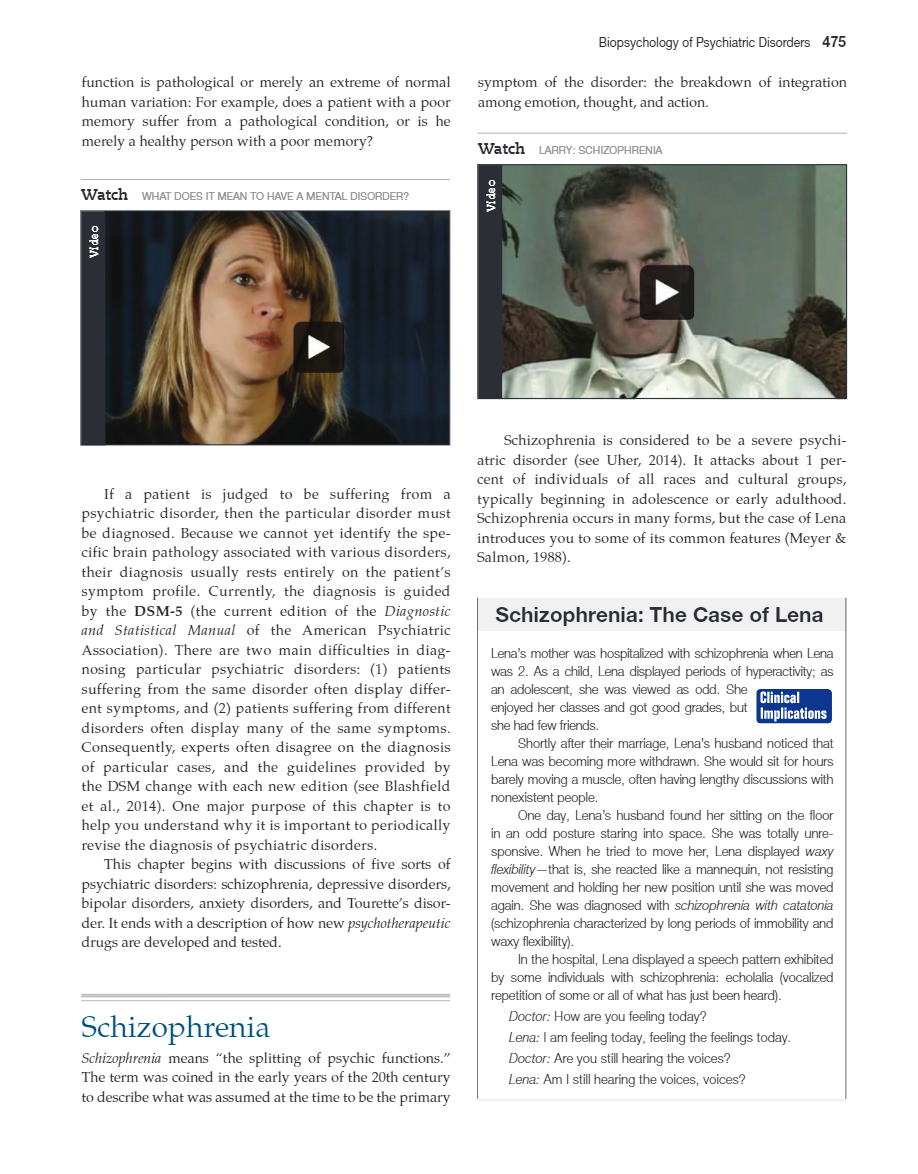 Biopsychology of Psychiatric Disorders 475
function is pathological or merely an extreme of normal
human variation: For example, does a patient with a poor
memory suffer from a pathological condition, or is he
merely a healthy person with a poor memory?
Watch WHAT DOES IT MEAN TO HAVE A MENTAL DISORDER?
Video
If a patient is judged to be suffering from a
psychiatric disorder, then the particular disorder must
be diagnosed. Because we cannot yet identify the spe-
cific brain pathology associated with various disorders,
their diagnosis usually rests entirely on the patient's
symptom profile. Currently, the diagnosis is guided
by the DSM-5 (the current edition of the Diagnostic
and Statistical Manual of the American Psychiatric
Association). There are two main difficulties in diag-
nosing particular psychiatric disorders: (1) patients
suffering from the same disorder often display differ-
ent symptoms, and (2) patients suffering from different
disorders often display many of the same symptoms.
Consequently, experts often disagree on the diagnosis
of particular cases, and the guidelines provided by
the DSM change with each new edition (see Blashfield
et al., 2014). One major purpose of this chapter is to
help you understand why it is important to periodically
revise the diagnosis of psychiatric disorders.
This chapter begins with discussions of five sorts of
psychiatric disorders: schizophrenia, depressive disorders,
bipolar disorders, anxiety disorders, and Tourette's disor-
der. It ends with a description of how new psychotherapeutic
drugs are developed and tested.
Schizophrenia
Schizophrenia means "the splitting of psychic functions."
The term was coined in the early years of the 20th century
to describe what was assumed at the time to be the primary
symptom of the disorder: the breakdown of integration
among emotion, thought, and action.
Watch LARRY: SCHIZOPHRENIA
Video
Schizophrenia is considered to be a severe psychi-
atric disorder (see Uher, 2014). It attacks about 1 per-
cent of individuals of all races and cultural groups,
typically beginning in adolescence or early adulthood.
Schizophrenia occurs in many forms, but the case of Lena
introduces you to some of its common features (Meyer &
Salmon, 1988).
Schizophrenia: The Case of Lena
Lena's mother was hospitalized with schizophrenia when Lena
was 2. As a child, Lena displayed periods of hyperactivity; as
an adolescent, she was viewed as odd. She
enjoyed her classes and got good grades, but
she had few friends.
Clinical
Implications
Shortly after their marriage, Lena's husband noticed that
Lena was becoming more withdrawn. She would sit for hours
barely moving a muscle, often having lengthy discussions with
nonexistent people.
One day, Lena's husband found her sitting on the floor
in an odd posture staring into space. She was totally unre-
sponsive. When he tried to move her, Lena displayed waxy
flexibility—that is, she reacted like a mannequin, not resisting
movement and holding her new position until she was moved
again. She was diagnosed with schizophrenia with catatonia
(schizophrenia characterized by long periods of immobility and
waxy flexibility).
In the hospital, Lena displayed a speech pattern exhibited
by some individuals with schizophrenia: echolalia (vocalized
repetition of some or all of what has just been heard).
Doctor: How are you feeling today?
Lena: I am feeling today, feeling the feelings today.
Doctor: Are you still hearing the voices?
Lena: Am I still hearing the voices, voices?